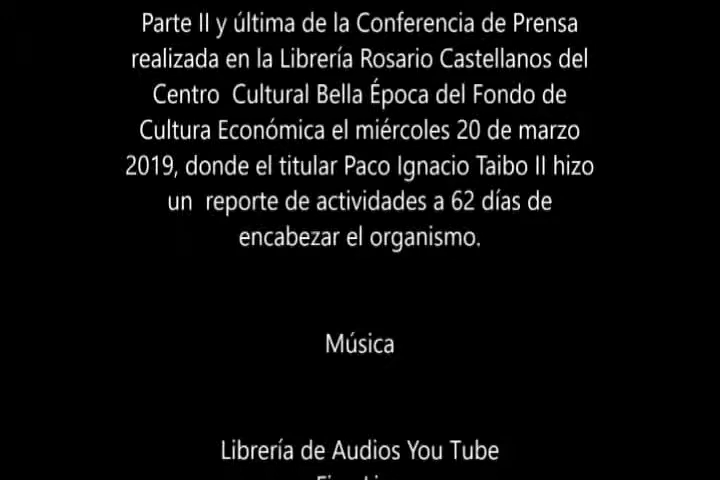 Parte II y última de la Conferencia de Prensa
realizada en la Librería Rosario Castellanos del
Centro  Cultural Bella Época del Fondo de
Cultura Económica el miércoles 20 de marzo
2019, donde el titular Paco Ignacio Taibo II hizo
un  reporte de actividades a 62 días de
encabezar el organismo.
Música
Librería de Audios You Tube